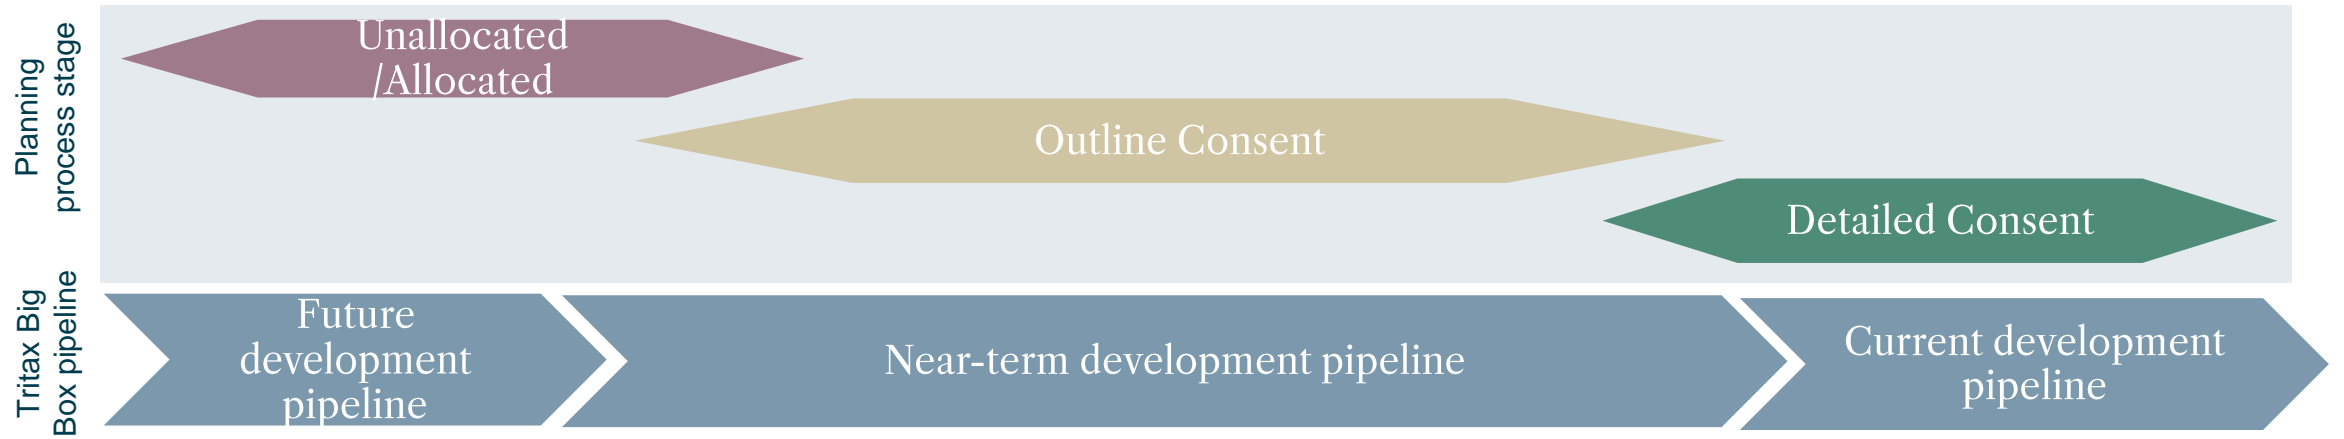 Planning
process stage
Unallocated
/Allocated
Outline Consent
Detailed Consent
Tritax Big
Box pipeline
Future
development
pipeline
Near-term development pipeline
Current development
pipeline